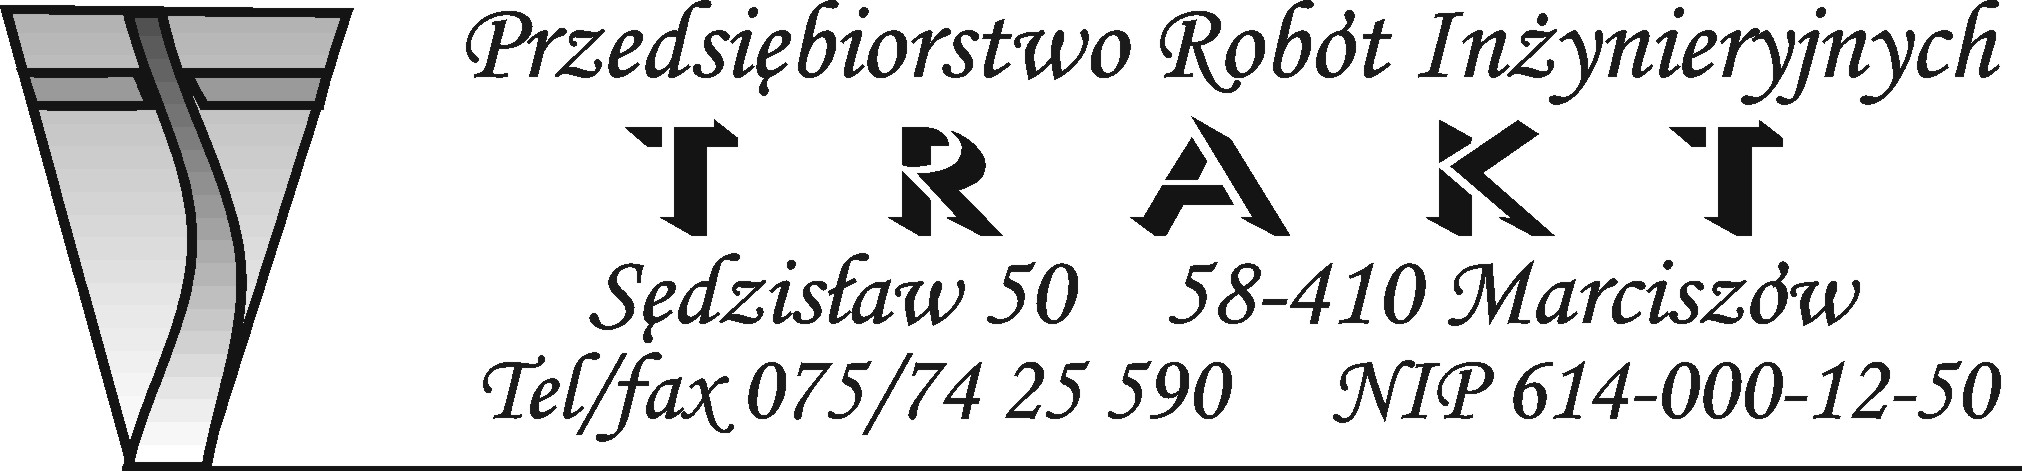 Przedsiębiorstwo Robót Inżynieryjnych
TRAKT
Sędzisław 50 58-410 Marciszów
Tel/fax 075/74 25 590 NIP 614-000-12-50